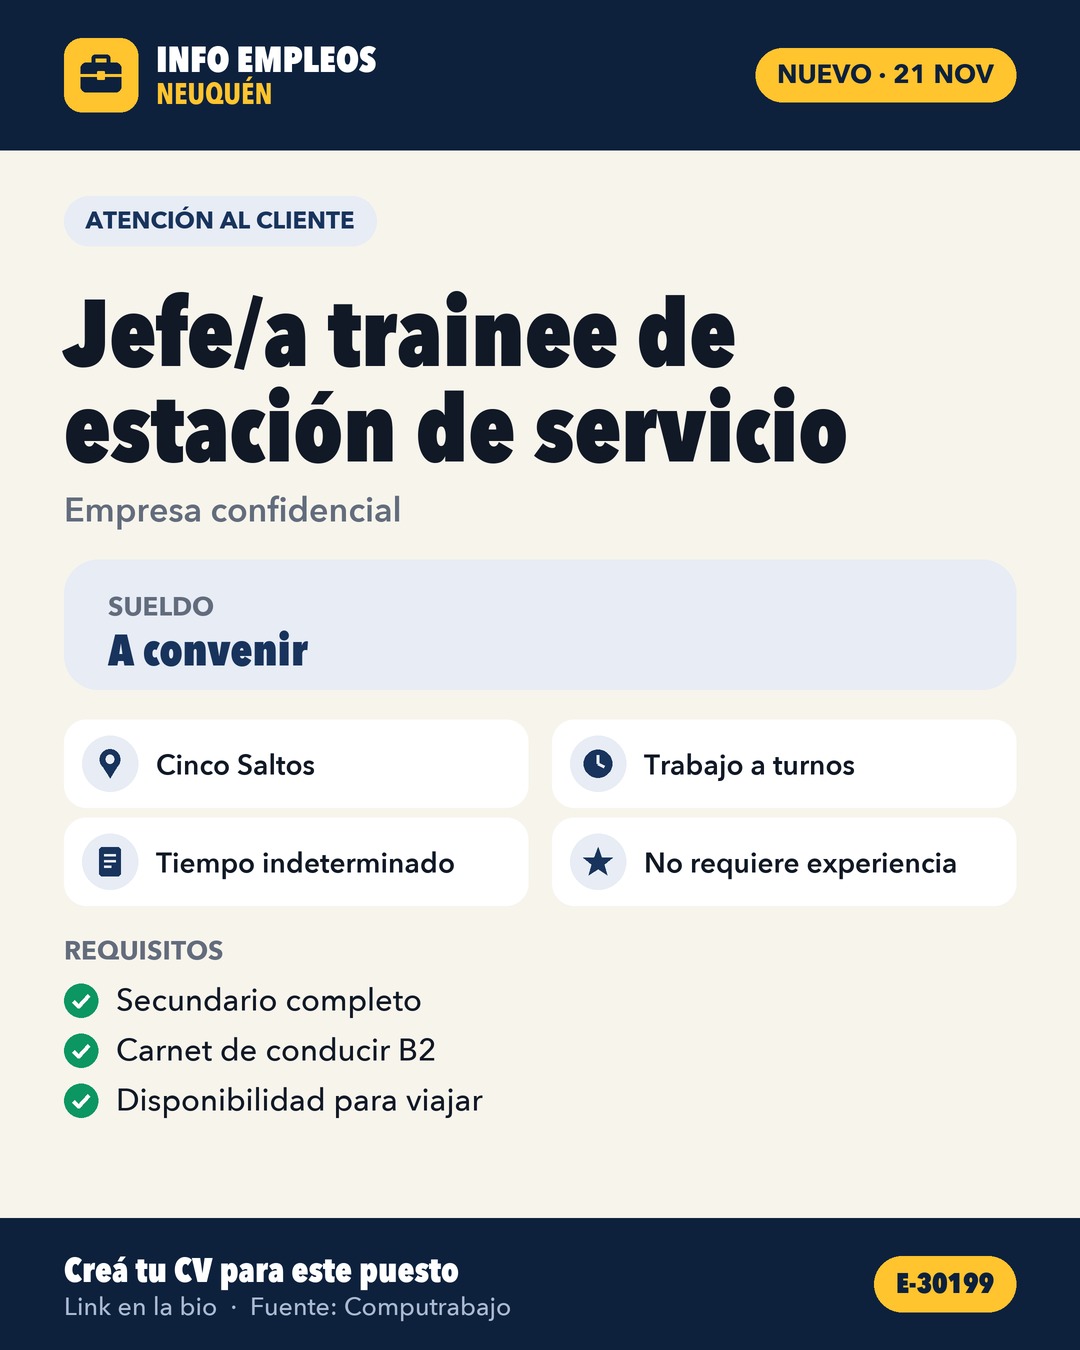 INFO EMPLEOS
NEUQUÉN
NUEVO · 21 NOV
ATENCIÓN AL CLIENTE
Jefe/a trainee de
estación de servicio
Empresa confidencial
SUELDO
A convenir
Cinco Saltos
Trabajo a turnos
Tiempo indeterminado
No requiere experiencia
REQUISITOS
Secundario completo
Carnet de conducir B2
Disponibilidad para viajar
Creá tu CV para este puesto
Link en la bio · Fuente: Computrabajo
E-30199